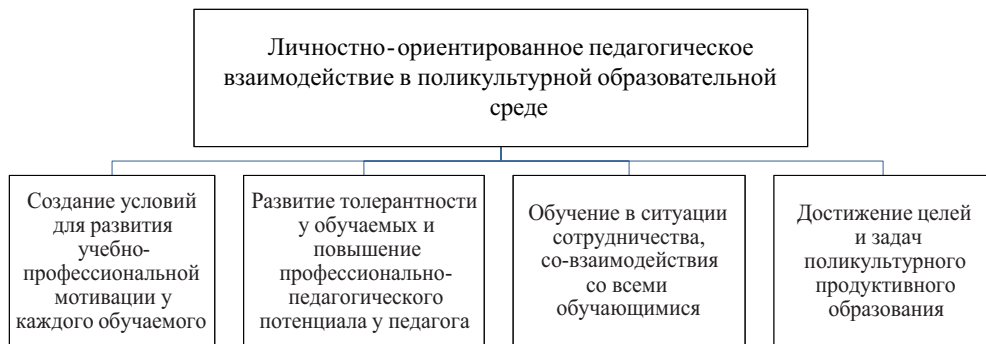 Личностно-ориентированное педагогическое
взаимодействие в поликультурной образовательной
среде
Создание условий
для развития
учебно-
профессиональной
мотивации у
каждого обучаемого
Развитие толерантности
у обучаемых и
повышение
профессионально-
педагогического
потенциала у педагога
Обучение в ситуации
сотрудничества,
со-взаимодействия
со всеми
обучающимися
Достижение целей
и задач
поликультурного
продуктивного
образования